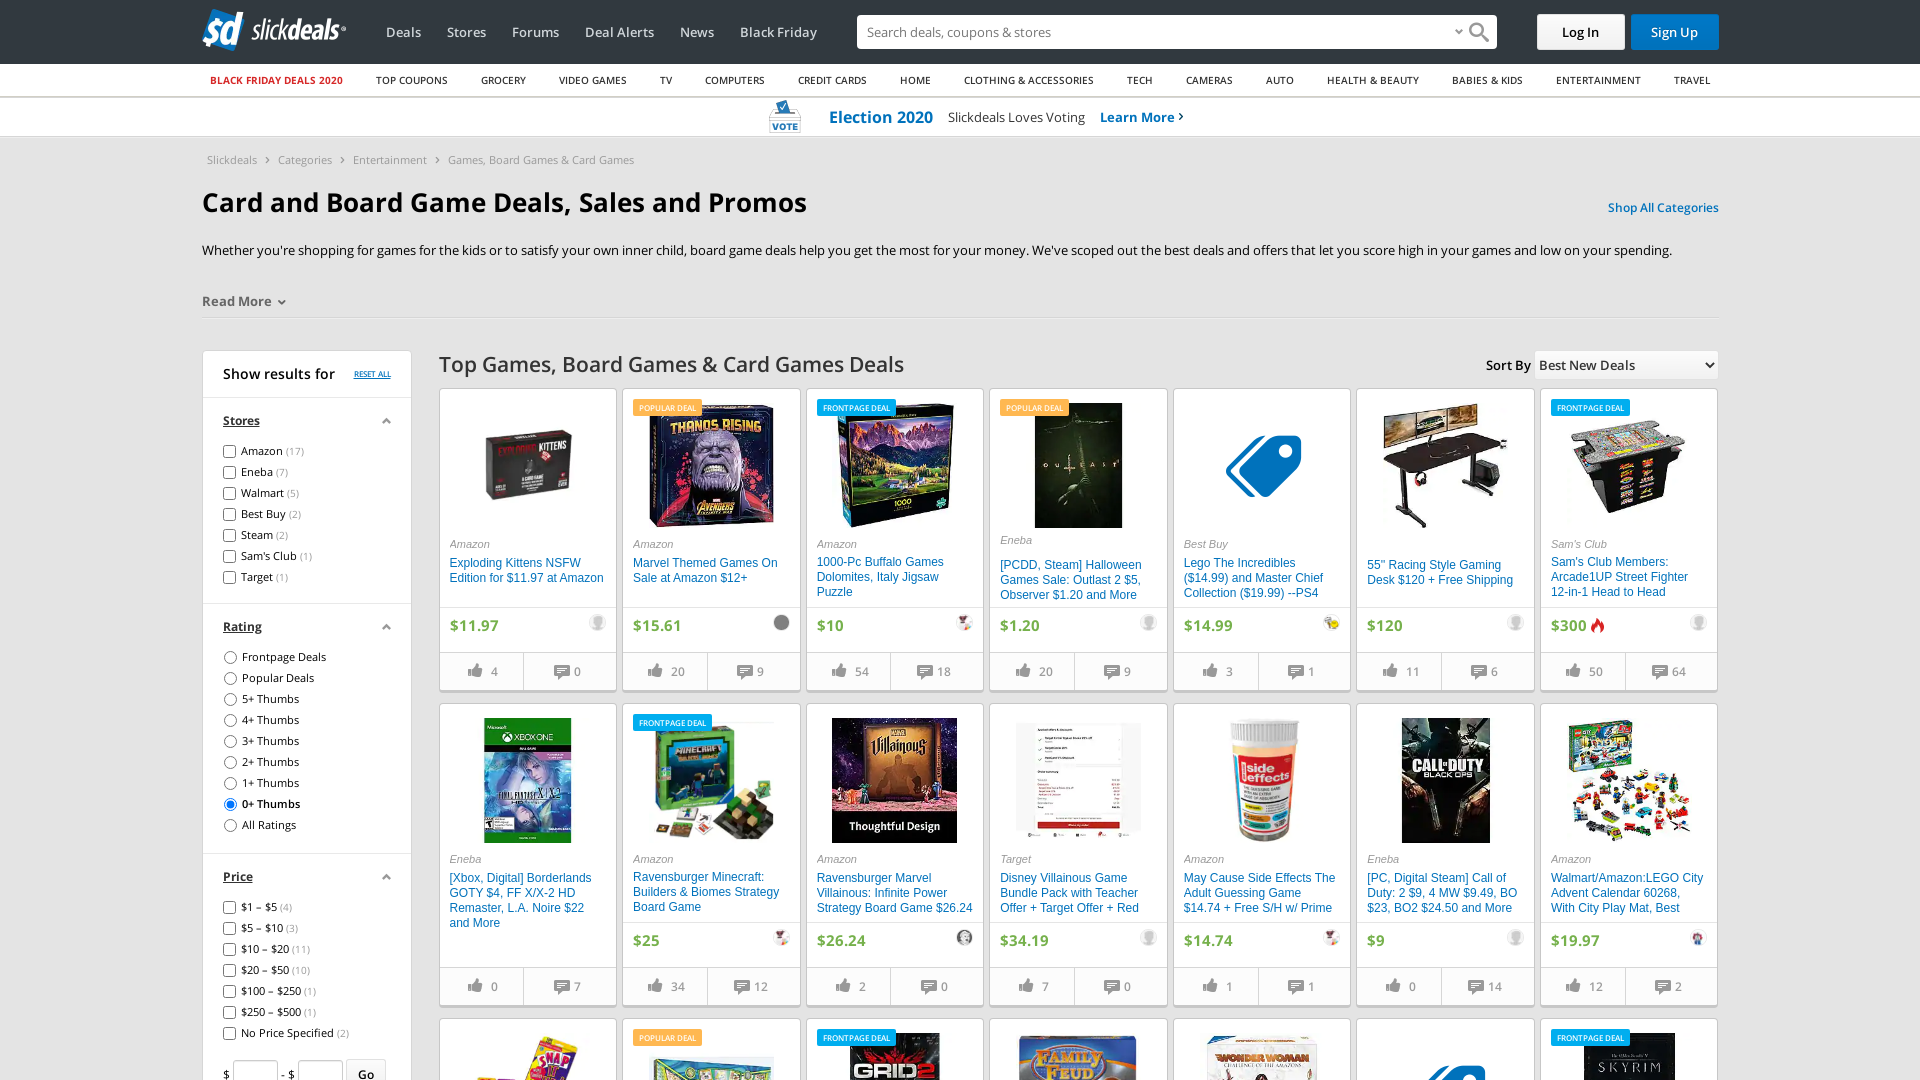 slickdeals
Deals
Stores
Forums
Deal Alerts
News
Black Friday
Search deals, coupons & stores
Log In
Sign Up
BLACK FRIDAY DEALS 2020
TOP COUPONS
GROCERY
VIDEO GAMES
TV
COMPUTERS
CREDIT CARDS
HOME
CLOTHING & ACCESSORIES
TECH
CAMERAS
AUTO
HEALTH & BEAUTY
BABIES & KIDS
ENTERTAINMENT
TRAVEL
VOTE
Election 2020
Slickdeals Loves Voting
Learn More
Slickdeals
Categories
Entertainment
Games, Board Games & Card Games
Card and Board Game Deals, Sales and Promos
Shop All Categories
Whether you're shopping for games for the kids or to satisfy your own inner child, board game deals help you get the most for your money. We've scoped out the best deals and offers that let you score high in your games and low on your spending.
Read More
Show results for
RESET ALL
Stores
Amazon (17)
Eneba (7)
Walmart (5)
Best Buy (2)
Steam (2)
Sam's Club (1)
Target (1)
Rating
Frontpage Deals
Popular Deals
5+ Thumbs
4+ Thumbs
3+ Thumbs
2+ Thumbs
1+ Thumbs
0+ Thumbs
All Ratings
Price
$1 – $5 (4)
$5 – $10 (3)
$10 – $20 (11)
$20 – $50 (10)
$100 – $250 (1)
$250 – $500 (1)
No Price Specified (2)
$ - $ Go
Top Games, Board Games & Card Games Deals
Sort By
Best New Deals
Amazon
Exploding Kittens NSFW
Edition for $11.97 at Amazon
$11.97
4
0
POPULAR DEAL
THANOS RISING
AVENGERS
Amazon
Marvel Themed Games On
Sale at Amazon $12+
$15.61
20
9
FRONTPAGE DEAL
1000
Amazon
1000-Pc Buffalo Games
Dolomites, Italy Jigsaw
Puzzle
$10
54
18
POPULAR DEAL
OUTLAST
Eneba
[PCDD, Steam] Halloween
Games Sale: Outlast 2 $5,
Observer $1.20 and More
$1.20
20
9
Best Buy
Lego The Incredibles
($14.99) and Master Chief
Collection ($19.99) --PS4
$14.99
3
1
55" Racing Style Gaming
Desk $120 + Free Shipping
$120
11
6
FRONTPAGE DEAL
Sam's Club
Sam's Club Members:
Arcade1UP Street Fighter
12-in-1 Head to Head
$300
50
64
XBOX ONE
FINAL FANTASY X/X-2
Eneba
[Xbox, Digital] Borderlands
GOTY $4, FF X/X-2 HD
Remaster, L.A. Noire $22
and More
0
7
FRONTPAGE DEAL
MINECRAFT
Amazon
Ravensburger Minecraft:
Builders & Biomes Strategy
Board Game
$25
34
12
MARVEL
Villainous
Thoughtful Design
Amazon
Ravensburger Marvel
Villainous: Infinite Power
Strategy Board Game $26.24
$26.24
2
0
Target
Disney Villainous Game
Bundle Pack with Teacher
Offer + Target Offer + Red
$34.19
7
0
side
effects
Amazon
May Cause Side Effects The
Adult Guessing Game
$14.74 + Free S/H w/ Prime
$14.74
1
1
CALL OF DUTY
BLACK OPS
Eneba
[PC, Digital Steam] Call of
Duty: 2 $9, 4 MW $9.49, BO
$23, BO2 $24.50 and More
$9
0
14
Amazon
Walmart/Amazon:LEGO City
Advent Calendar 60268,
With City Play Mat, Best
$19.97
12
2
SNAP
POPULAR DEAL
FRONTPAGE DEAL
GRID 2
FAMILY
FEUD
WONDER WOMAN
CHALLENGE OF THE AMAZONS
FRONTPAGE DEAL
SKYRIM